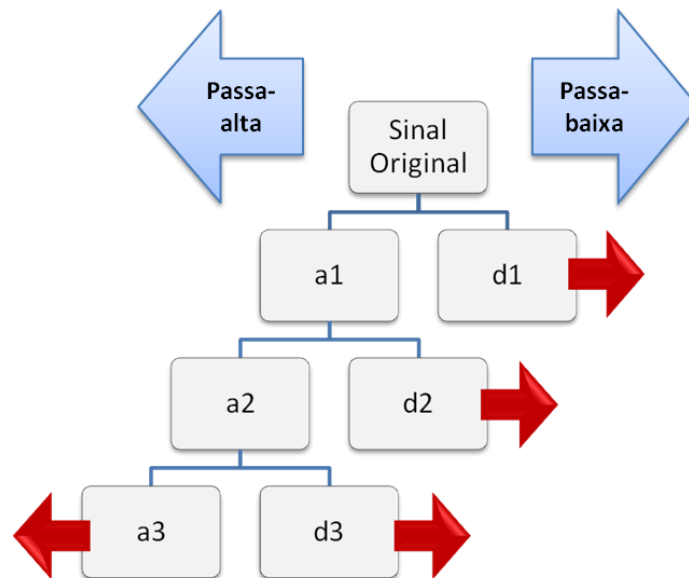 Passa-
alta
Passa-
baixa
Sinal
Original
a1
d1
a2
d2
a3
d3